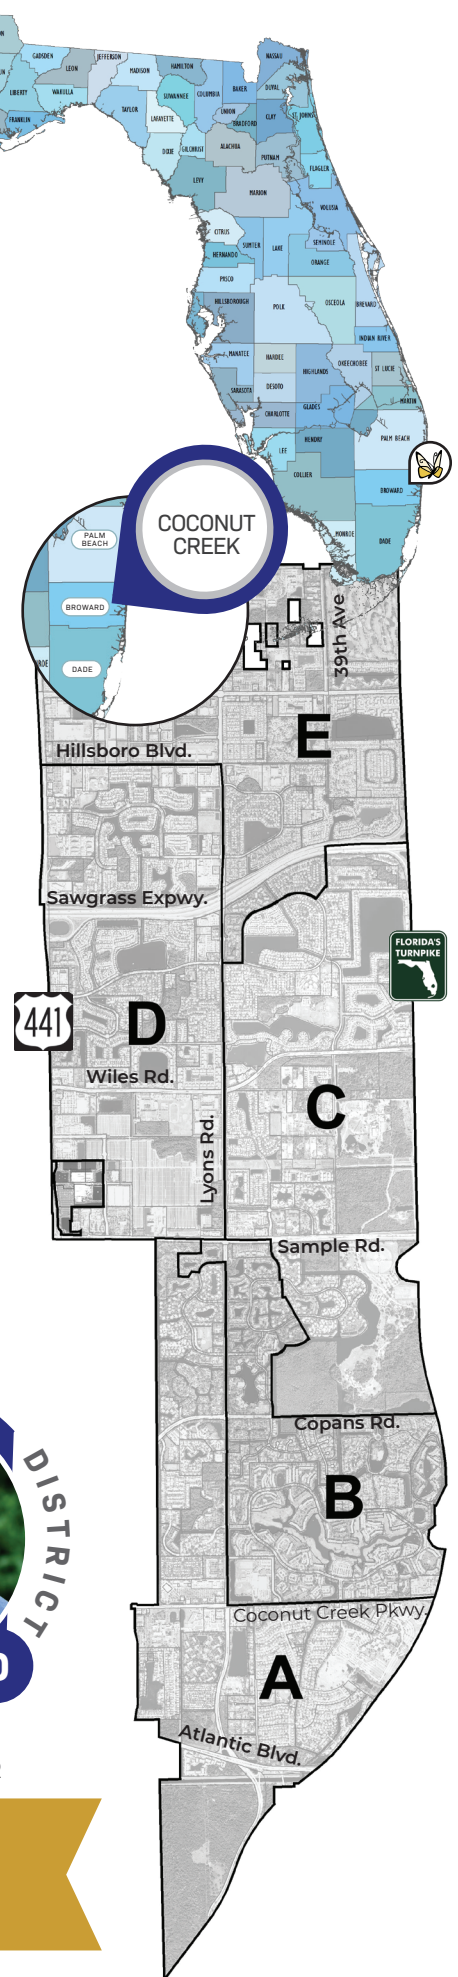 GADSDEN
JEFFERSON
LEON
MADISON
HAMILTON
NASSAU
LIBERTY
WAKULLA
SUWANNEE
COLUMBIA
BAKER
DUVAL
FRANKLIN
TAYLOR
LAFAYETTE
UNION
BRADFORD
CLAY
ST. JOHNS
DIXIE
GILCHRIST
ALACHUA
PUTNAM
FLAGLER
LEVY
MARION
VOLUSIA
CITRUS
SUMTER
LAKE
SEMINOLE
HERNANDO
ORANGE
PASCO
HILLSBOROUGH
POLK
OSCEOLA
BREVARD
INDIAN RIVER
MANATEE
HARDEE
HIGHLANDS
OKEECHOBEE
ST LUCIE
SARASOTA
DESOTO
MARTIN
CHARLOTTE
GLADES
LEE
HENDRY
PALM BEACH
COLLIER
BROWARD
MONROE
DADE
COCONUT
CREEK
PALM
BEACH
BROWARD
DADE
39th Ave
E
Hillsboro Blvd.
Sawgrass Expwy.
FLORIDA'S
TURNPIKE
441
D
Wiles Rd.
C
Lyons Rd.
Sample Rd.
Copans Rd.
DISTRICT
B
Coconut Creek Pkwy.
A
Atlantic Blvd.